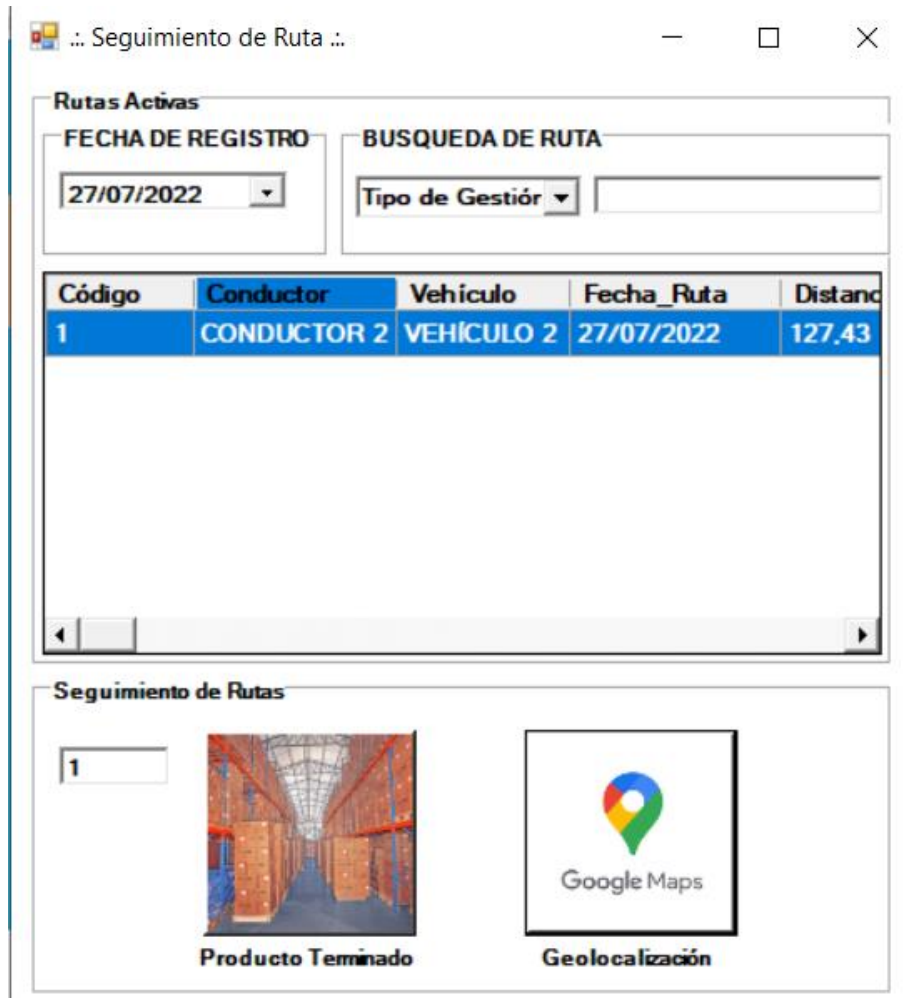 .:. Seguimiento de Ruta .:.
Rutas Activas
FECHA DE REGISTRO
BUSQUEDA DE RUTA
27/07/2022
Tipo de Gestiór
Código Conductor Vehículo Fecha_Ruta Distanc
1 CONDUCTOR 2 VEHÍCULO 2 27/07/2022 127,43
Seguimiento de Rutas
1
Google Maps
Producto Terminado
Geolocalización